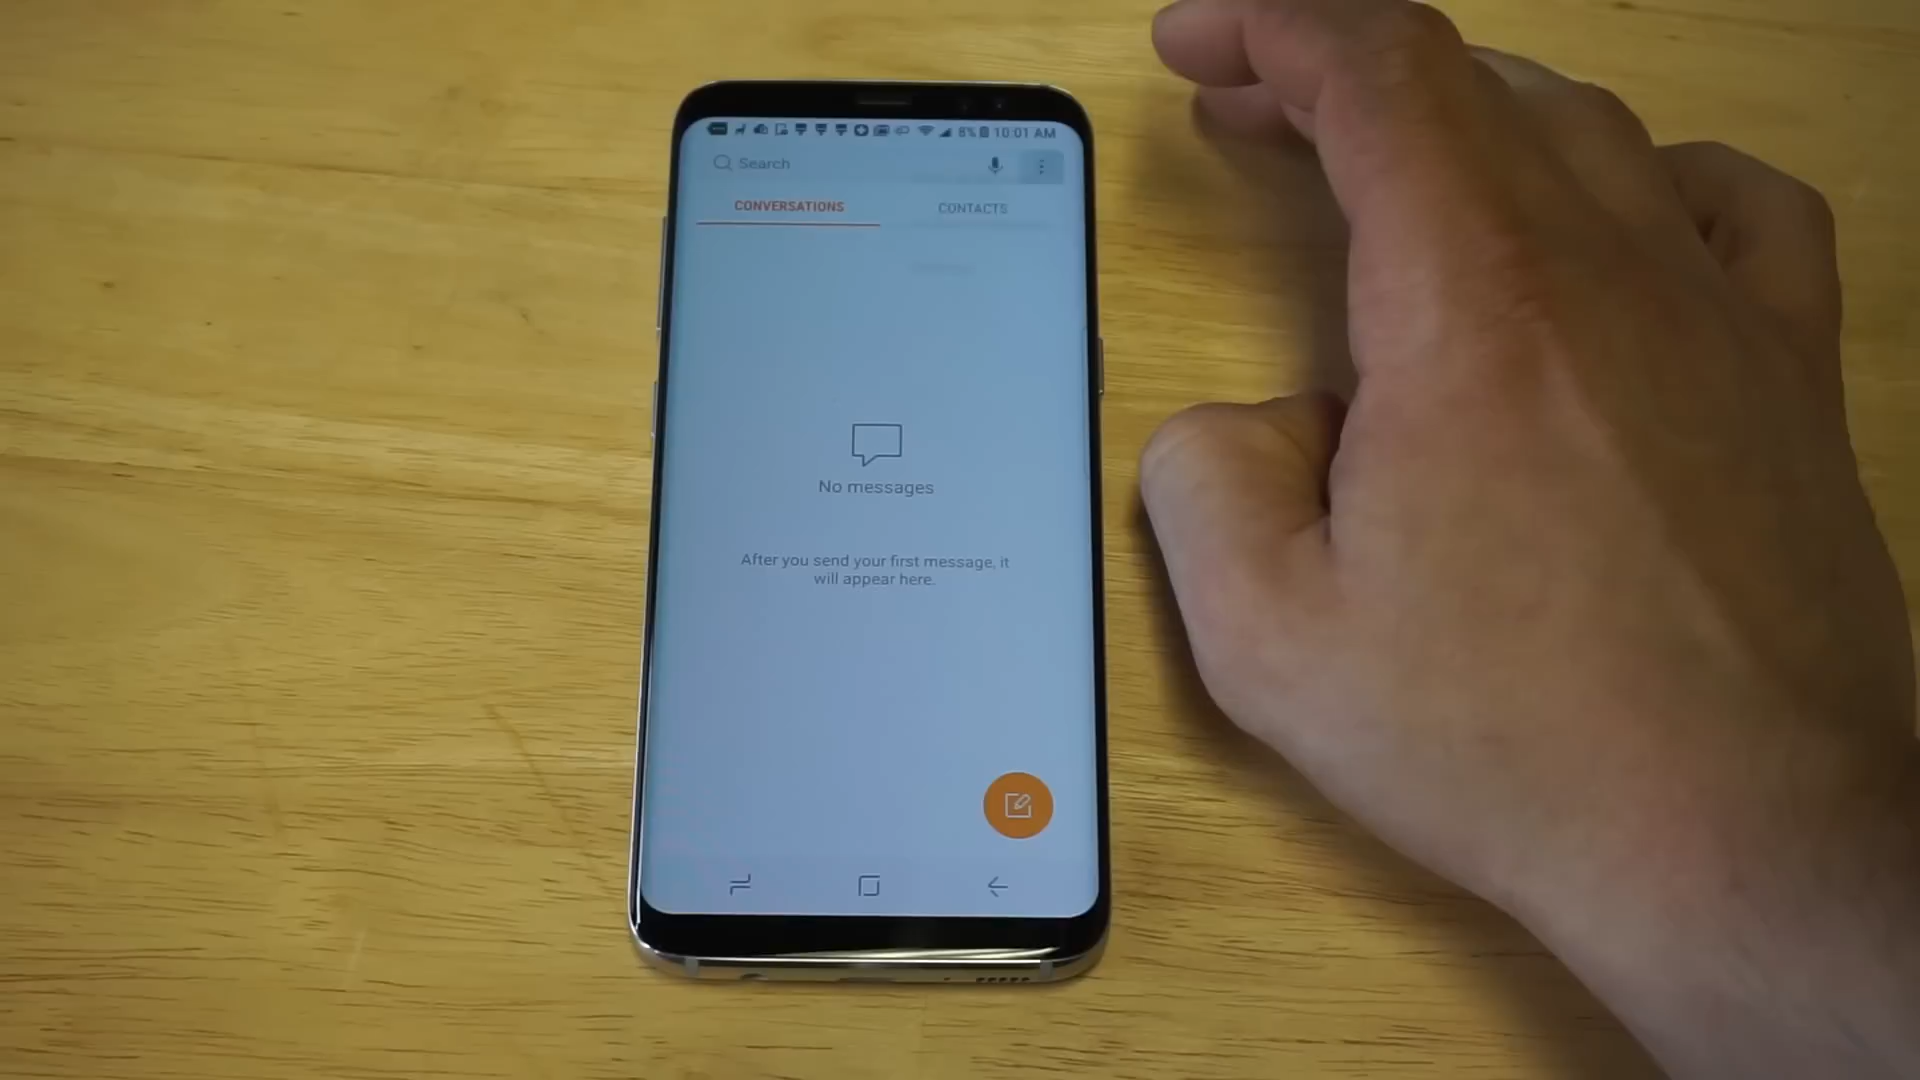 8% 10:01 AM
Search
CONVERSATIONS CONTACTS
No messages
After you send your first message, it
will appear here.